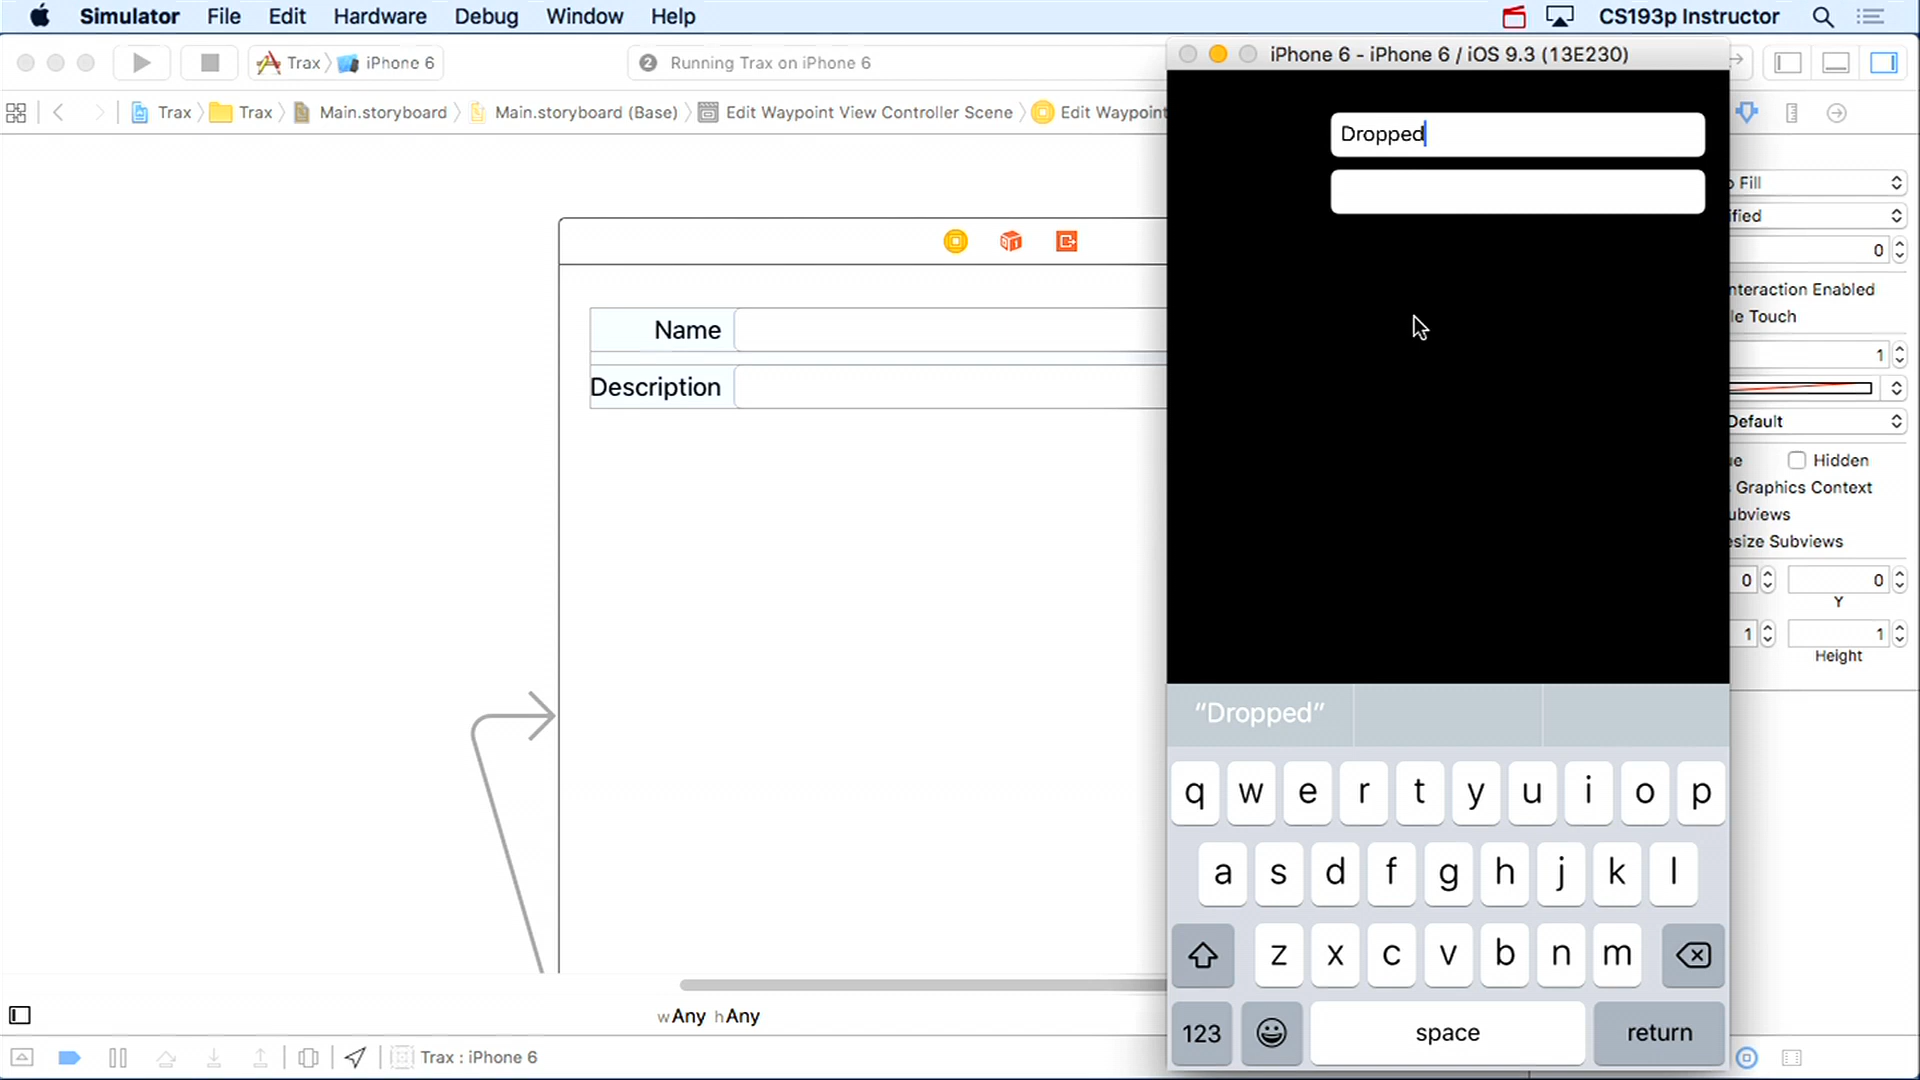 Simulator File Edit Hardware Debug Window Help CS193p Instructor
Trax iPhone 6 2 Running Trax on iPhone 6
iPhone 6 - iPhone 6 / iOS 9.3 (13E230)
Trax Trax Main.storyboard Main.storyboard (Base) Edit Waypoint View Controller Scene Edit Waypoint
Dropped
Fill
ified
0
nteraction Enabled
le Touch
1
Default
Hidden
Graphics Context
ubviews
esize Subviews
0 0
Y
1 1
Height
Name
Description
“Dropped”
q w e r t y u i o p
a s d f g h j k l
z x c v b n m
123 space return
wAny hAny
Trax : iPhone 6